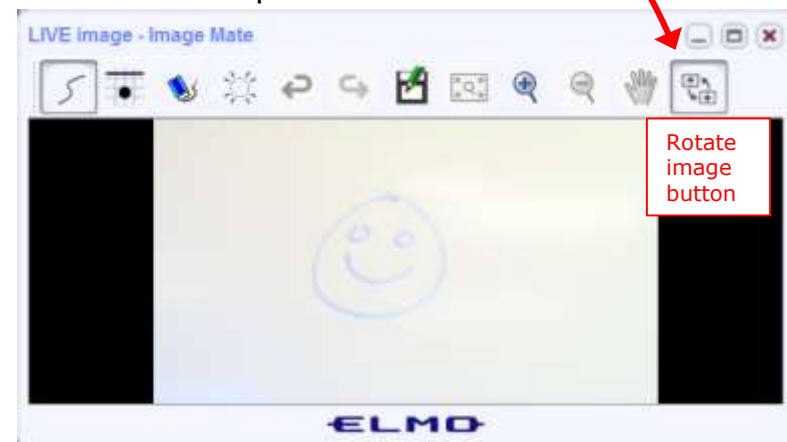 LIVE image - Image Mate
Rotate
image
button
ELMO